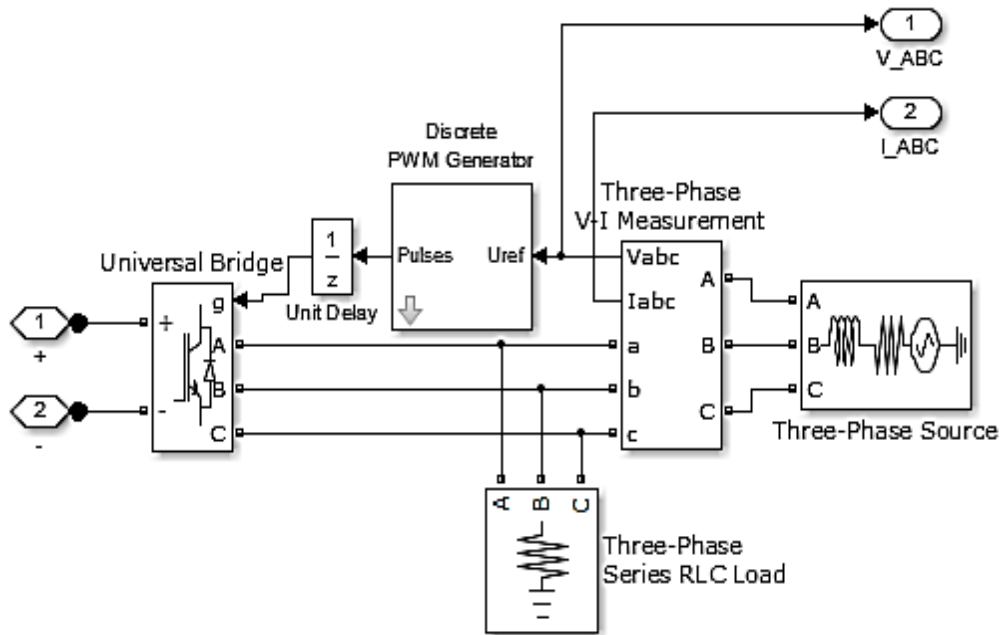 1
V_ABC
2
I_ABC
Discrete
PWM Generator
Three-Phase
V-I Measurement
Universal Bridge
1
z
Unit Delay
Pulses
Uref
Vabc
Iabc
A
B
C
a
b
c
A
B
C
Three-Phase Source
g
+
-
A
B
C
1
+
2
-
A
B
C
Three-Phase
Series RLC Load